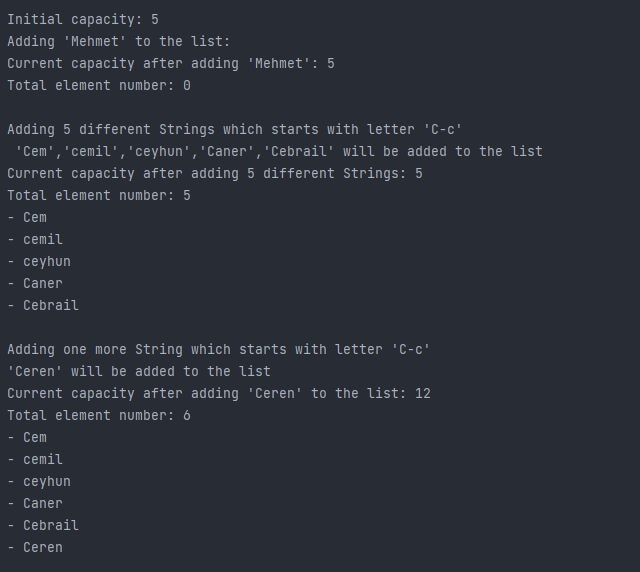 Initial capacity: 5
Adding 'Mehmet' to the list:
Current capacity after adding 'Mehmet': 5
Total element number: 0
Adding 5 different Strings which starts with letter 'C-c'
 'Cem','cemil','ceyhun','Caner','Cebrail' will be added to the list
Current capacity after adding 5 different Strings: 5
Total element number: 5
- Cem
- cemil
- ceyhun
- Caner
- Cebrail
Adding one more String which starts with letter 'C-c'
'Ceren' will be added to the list
Current capacity after adding 'Ceren' to the list: 12
Total element number: 6
- Cem
- cemil
- ceyhun
- Caner
- Cebrail
- Ceren